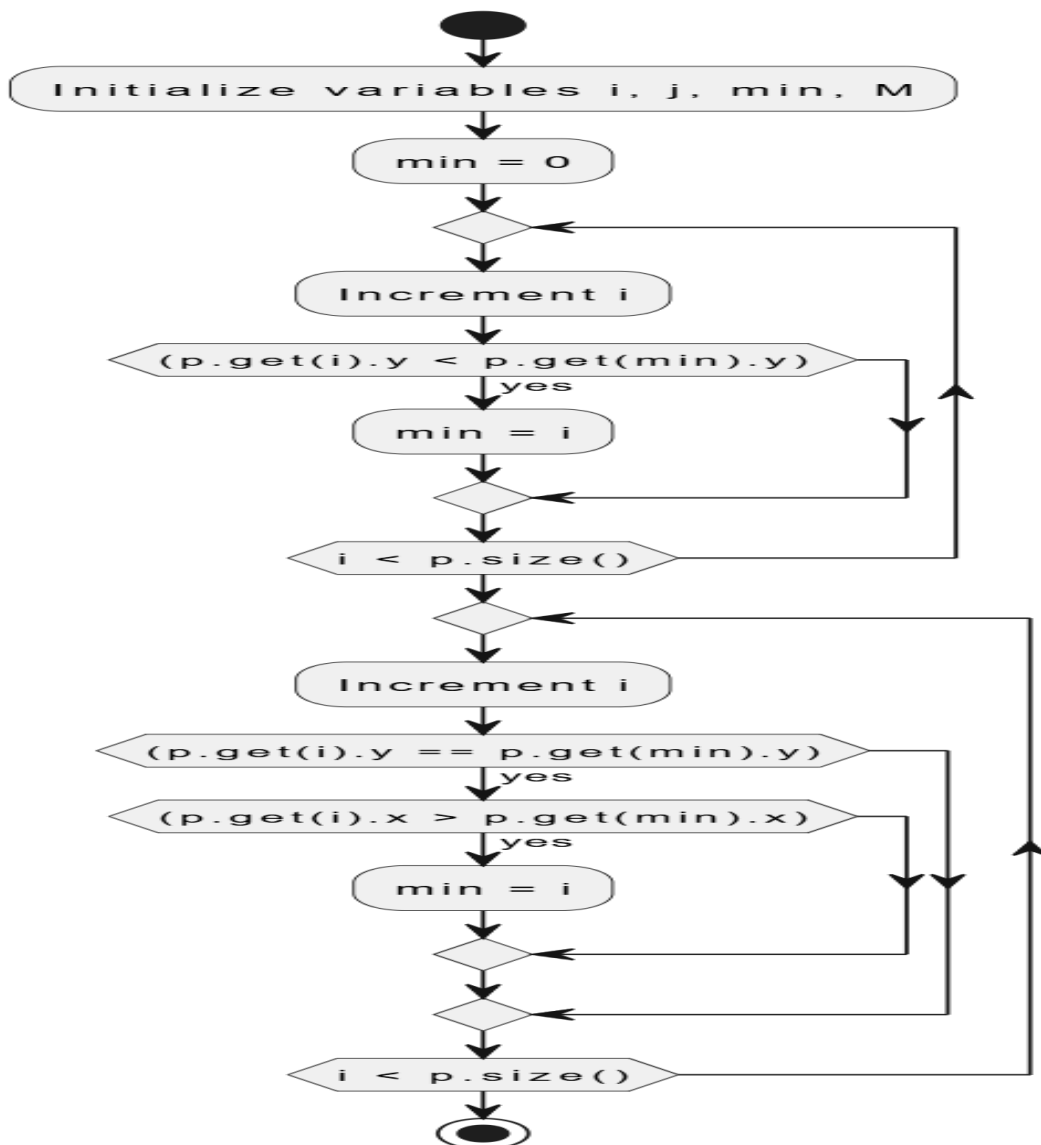 Initialize variables i, j, min, M
min = 0
Increment i
(p.get(i).y < p.get(min).y)
yes
min = i
i < p.size()
Increment i
(p.get(i).y == p.get(min).y)
yes
(p.get(i).x > p.get(min).x)
yes
min = i
i < p.size()